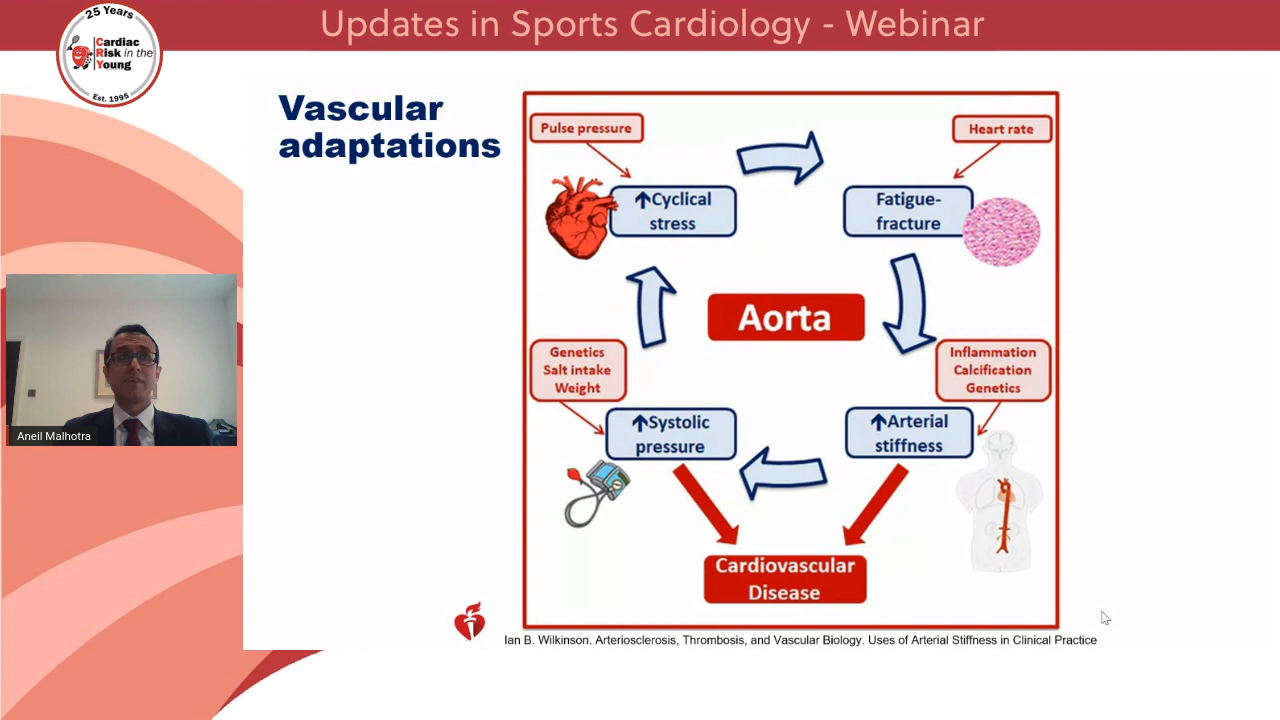 Updates in Sports Cardiology - Webinar
25 Years
Cardiac
Risk in the
Young
Est. 1995
Vascular
adaptations
Pulse pressure
Heart rate
↑Cyclical
stress
Fatigue-
fracture
Aorta
Genetics
Salt intake
Weight
Inflammation
Calcification
Genetics
↑Systolic
pressure
↑Arterial
stiffness
Cardiovascular
Disease
Aneil Malhotra
Ian B. Wilkinson. Arteriosclerosis, Thrombosis, and Vascular Biology. Uses of Arterial Stiffness in Clinical Practice